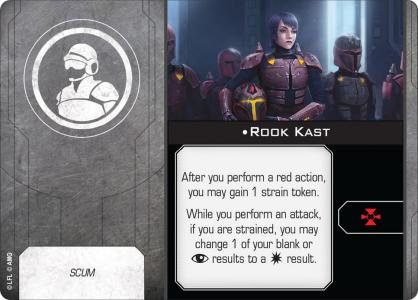 •Rook Kast
After you perform a red action,
you may gain 1 strain token.
While you perform an attack,
if you are strained, you may
change 1 of your blank or
results to a result.
SCUM
© LFL © AMG